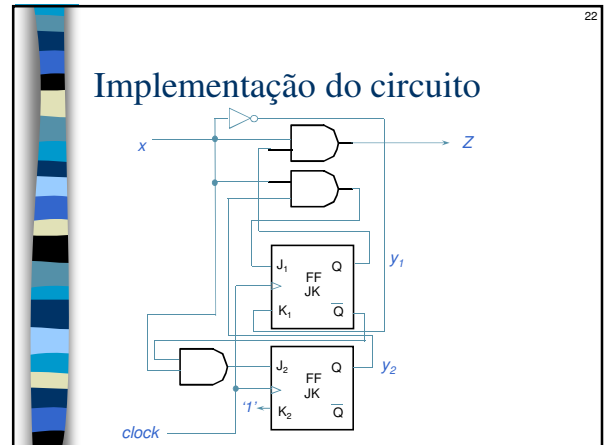 22
Implementação do circuito
x
Z
J1 Q
FF
JK
K1 Q
y1
J2 Q
FF
JK
'1' K2 Q
y2
clock